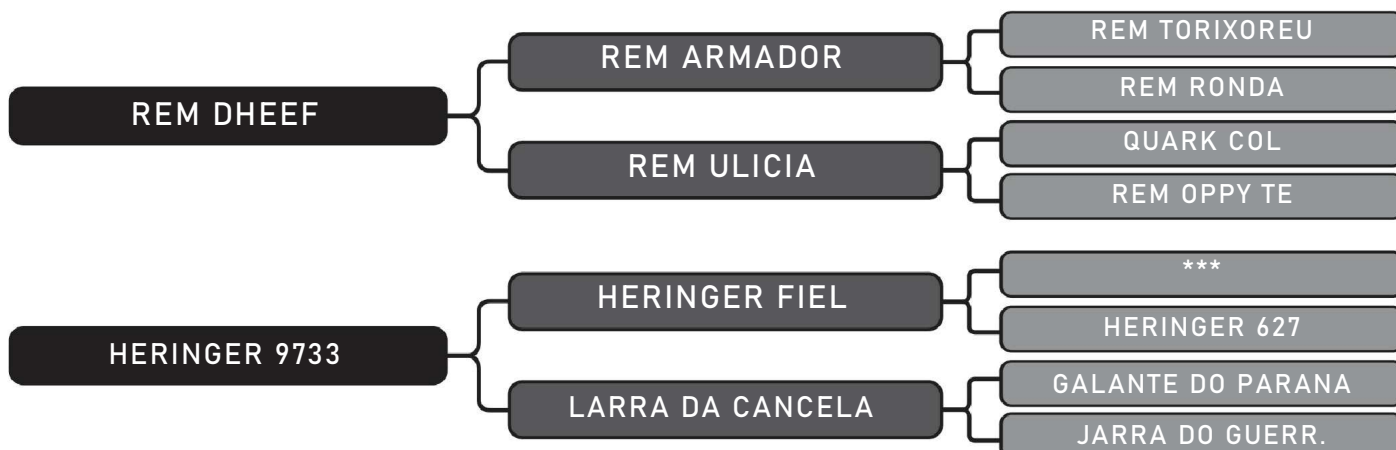 REM DHEEF
REM ARMADOR
REM TORIXOREU
REM RONDA
REM ULICIA
QUARK COL
REM OPPY TE
HERINGER 9733
HERINGER FIEL
***
HERINGER 627
LARRA DA CANCELA
GALANTE DO PARANA
JARRA DO GUERR.